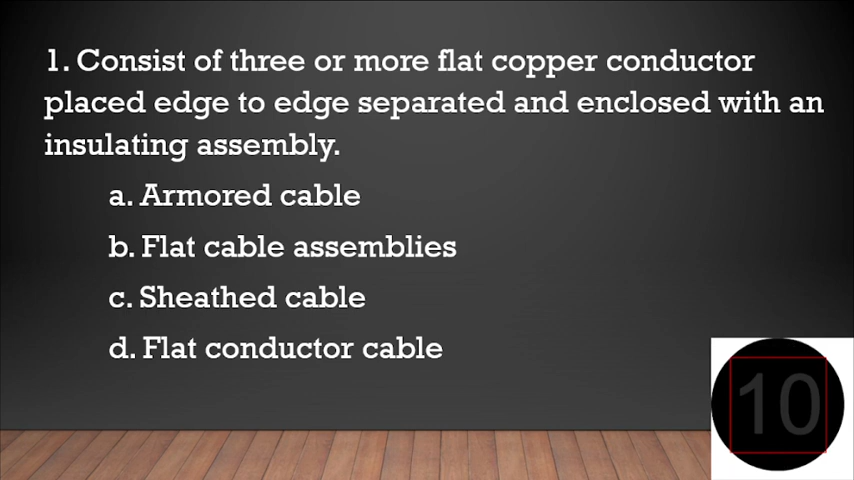 1. Consist of three or more flat copper conductor
placed edge to edge separated and enclosed with an
insulating assembly.
a. Armored cable
b. Flat cable assemblies
c. Sheathed cable
d. Flat conductor cable
10